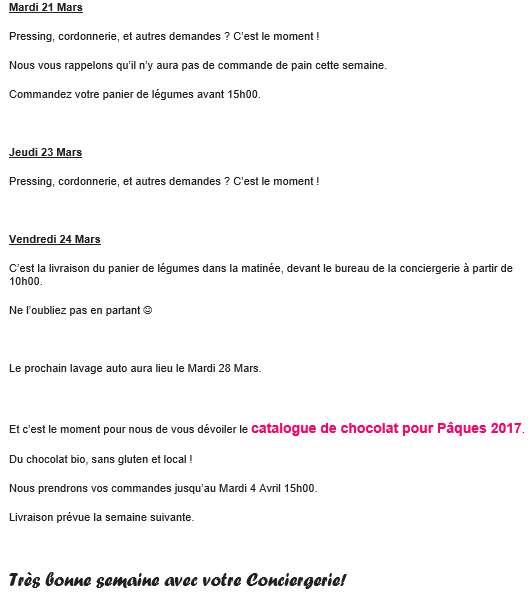 Mardi 21 Mars
Pressing, cordonnerie, et autres demandes ? C'est le moment !
Nous vous rappelons qu'il n'y aura pas de commande de pain cette semaine.
Commandez votre panier de légumes avant 15h00.
Jeudi 23 Mars
Pressing, cordonnerie, et autres demandes ? C'est le moment !
Vendredi 24 Mars
C'est la livraison du panier de légumes dans la matinée, devant le bureau de la conciergerie à partir de
10h00.
Ne l'oubliez pas en partant ☺
Le prochain lavage auto aura lieu le Mardi 28 Mars.
Et c'est le moment pour nous de vous dévoiler le catalogue de chocolat pour Pâques 2017.
Du chocolat bio, sans gluten et local !
Nous prendrons vos commandes jusqu'au Mardi 4 Avril 15h00.
Livraison prévue la semaine suivante.
Très bonne semaine avec votre Conciergerie!